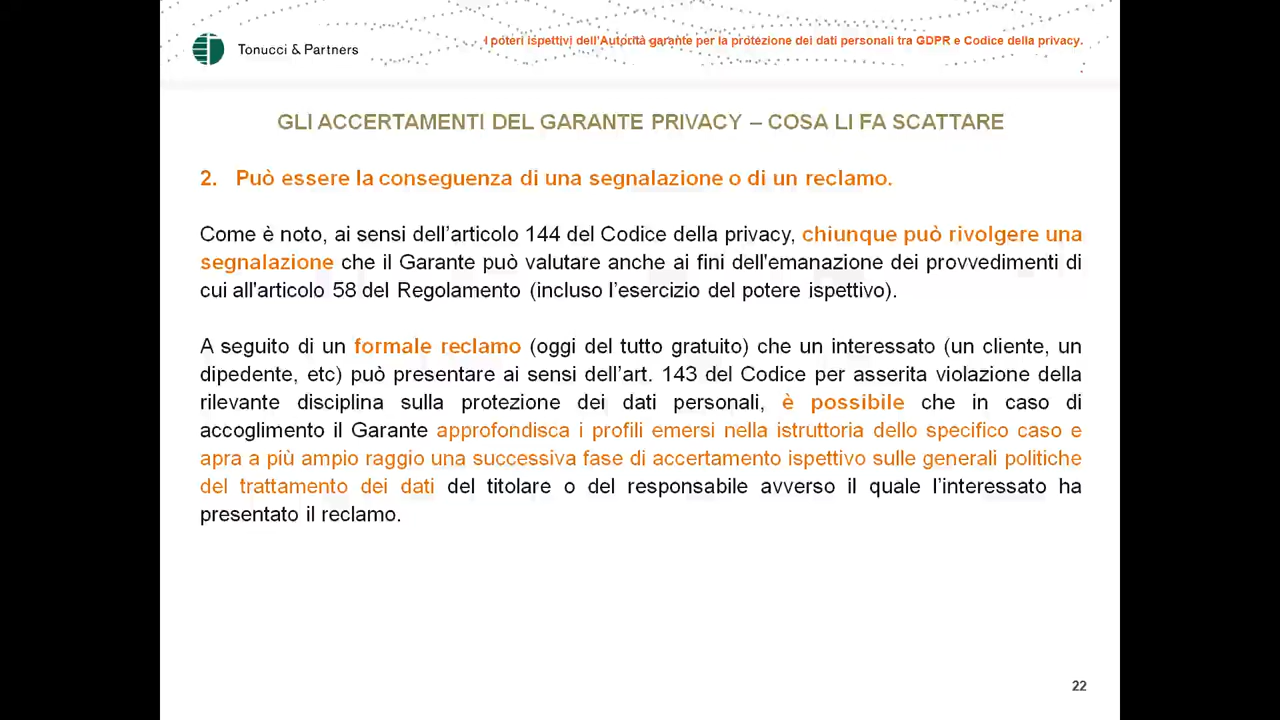 Tonucci & Partners
I poteri ispettivi dell'Autorità garante per la protezione dei dati personali tra GDPR e Codice della privacy.
GLI ACCERTAMENTI DEL GARANTE PRIVACY – COSA LI FA SCATTARE
2. Può essere la conseguenza di una segnalazione o di un reclamo.
Come è noto, ai sensi dell'articolo 144 del Codice della privacy, chiunque può rivolgere una
segnalazione che il Garante può valutare anche ai fini dell'emanazione dei provvedimenti di
cui all'articolo 58 del Regolamento (incluso l'esercizio del potere ispettivo).
A seguito di un formale reclamo (oggi del tutto gratuito) che un interessato (un cliente, un
dipedente, etc) può presentare ai sensi dell'art. 143 del Codice per asserita violazione della
rilevante disciplina sulla protezione dei dati personali, è possibile che in caso di
accoglimento il Garante approfondisca i profili emersi nella istruttoria dello specifico caso e
apra a più ampio raggio una successiva fase di accertamento ispettivo sulle generali politiche
del trattamento dei dati del titolare o del responsabile avverso il quale l'interessato ha
presentato il reclamo.
22